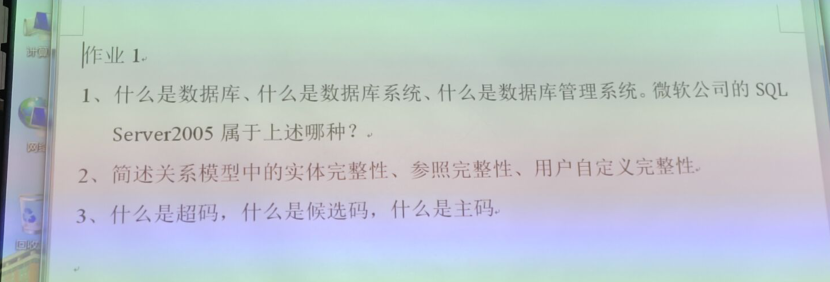 作业 1
1、什么是数据库、什么是数据库系统、什么是数据库管理系统。微软公司的 SQL
Server2005 属于上述哪种？
2、简述关系模型中的实体完整性、参照完整性、用户自定义完整性
3、什么是超码，什么是候选码，什么是主码